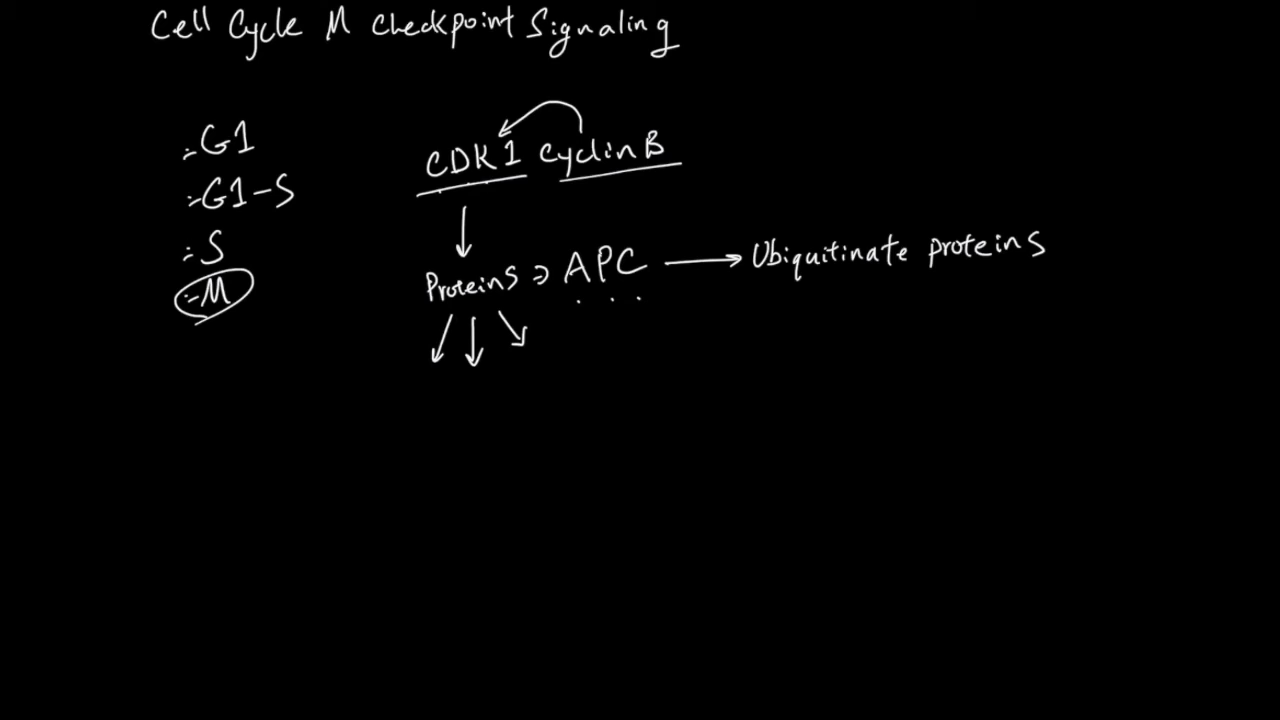 Cell Cycle M Checkpoint Signaling
:- G1
:- G1-S
:- S
:- M
CDK1 CyclinB
Proteins => APC → Ubiquitinate proteins